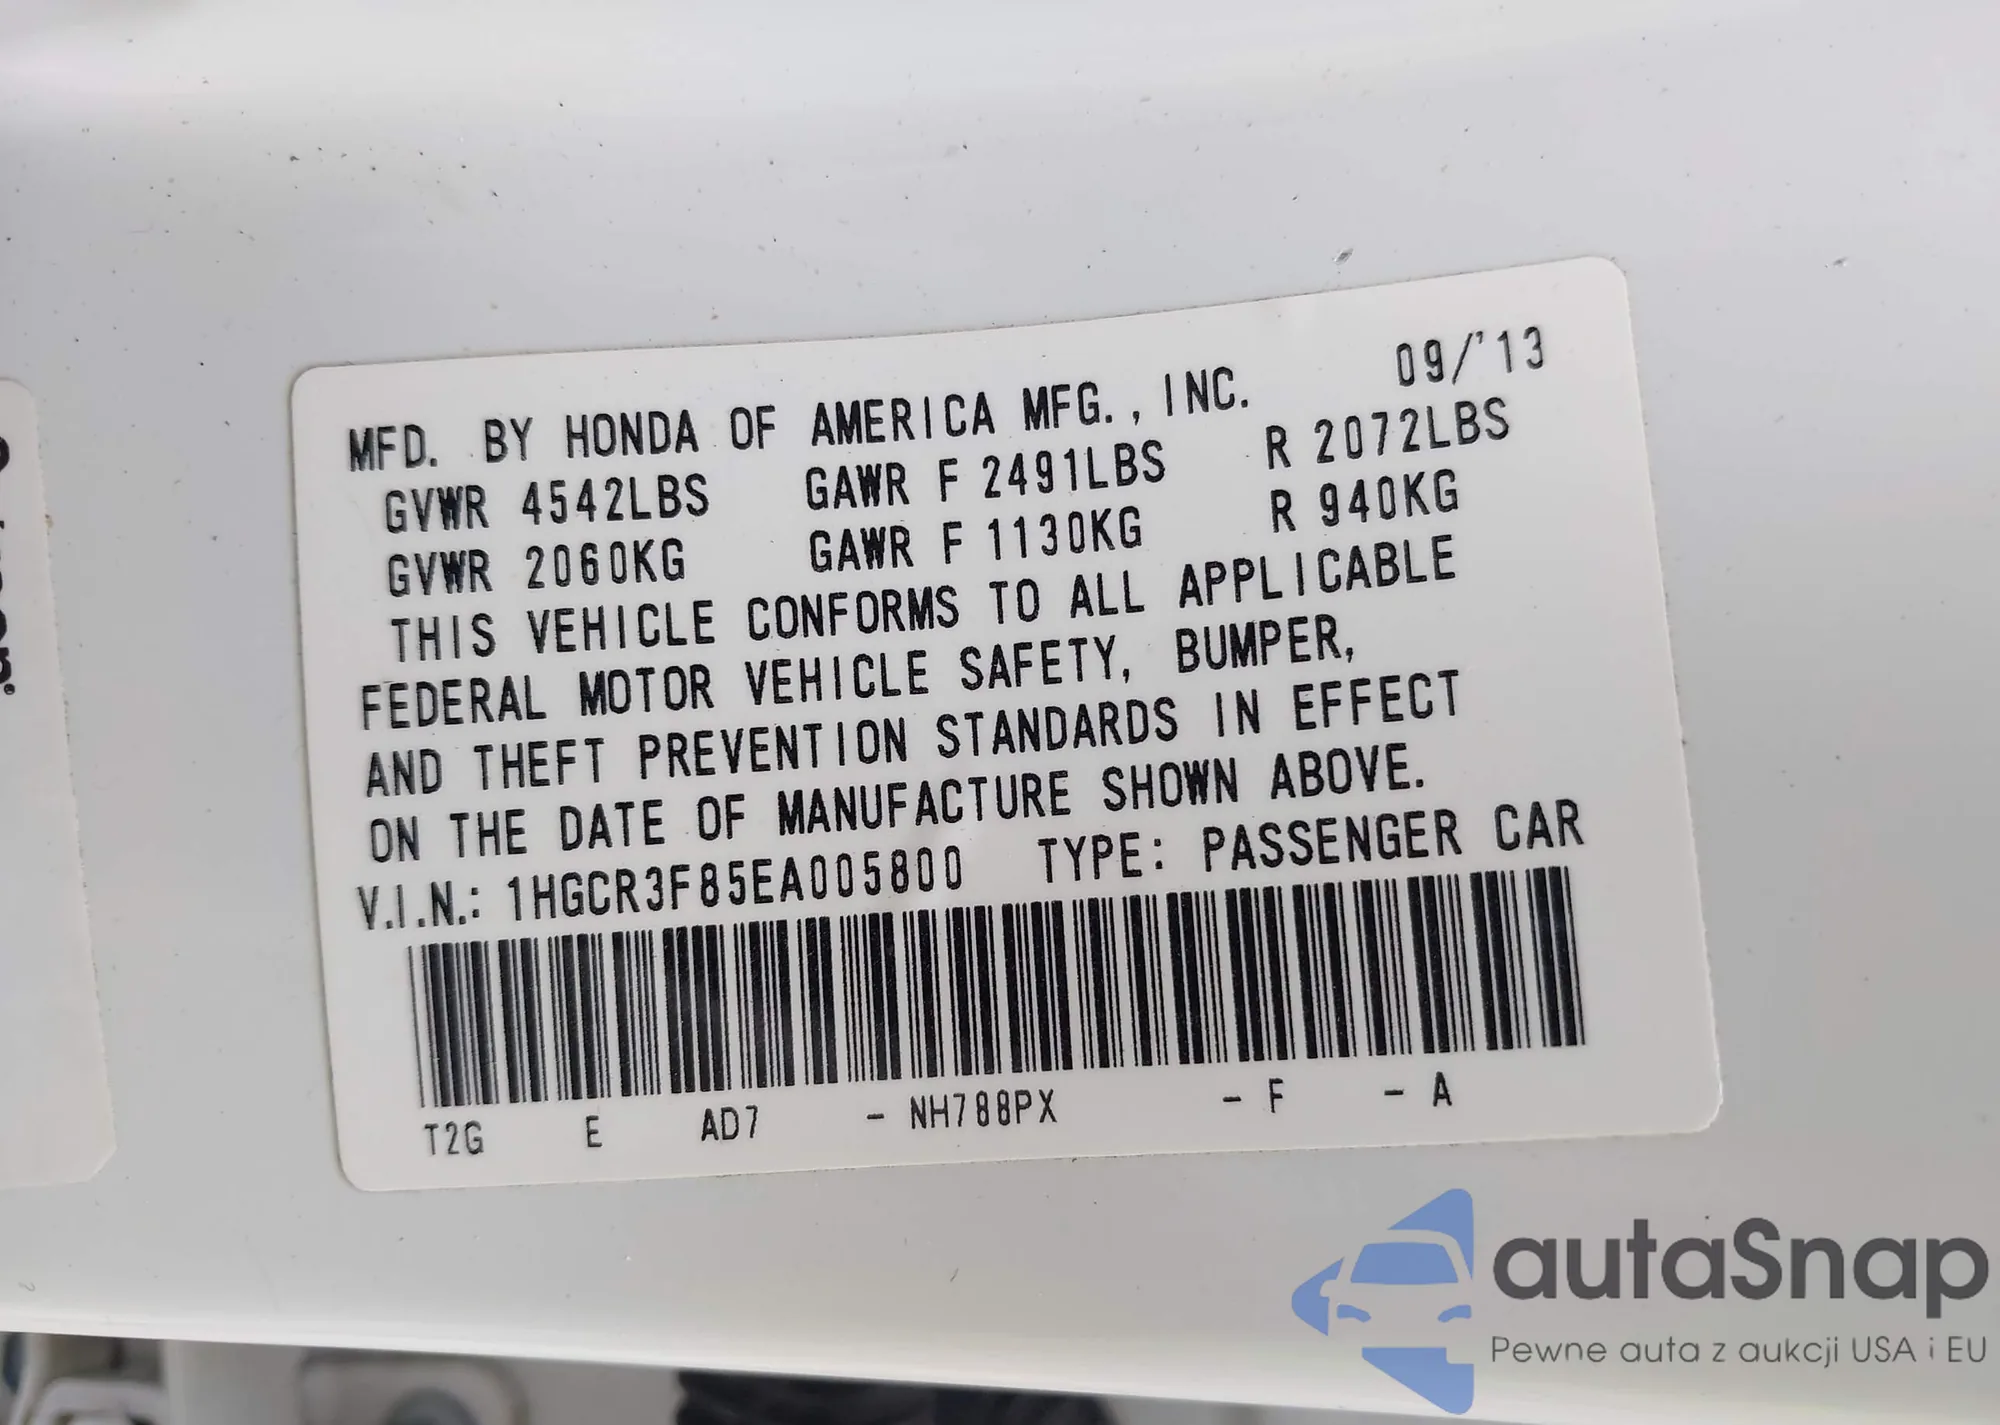 MFD. BY HONDA OF AMERICA MFG., INC. 09/'13
GVWR 4542LBS GAWR F 2491LBS R 2072LBS
GVWR 2060KG GAWR F 1130KG R 940KG
THIS VEHICLE CONFORMS TO ALL APPLICABLE
FEDERAL MOTOR VEHICLE SAFETY, BUMPER,
AND THEFT PREVENTION STANDARDS IN EFFECT
ON THE DATE OF MANUFACTURE SHOWN ABOVE.
V.I.N.: 1HGCR3F85EA005800 TYPE: PASSENGER CAR
T2G E AD7 - NH788PX - F - A
autaSnap
Pewne auta z aukcji USA i EU